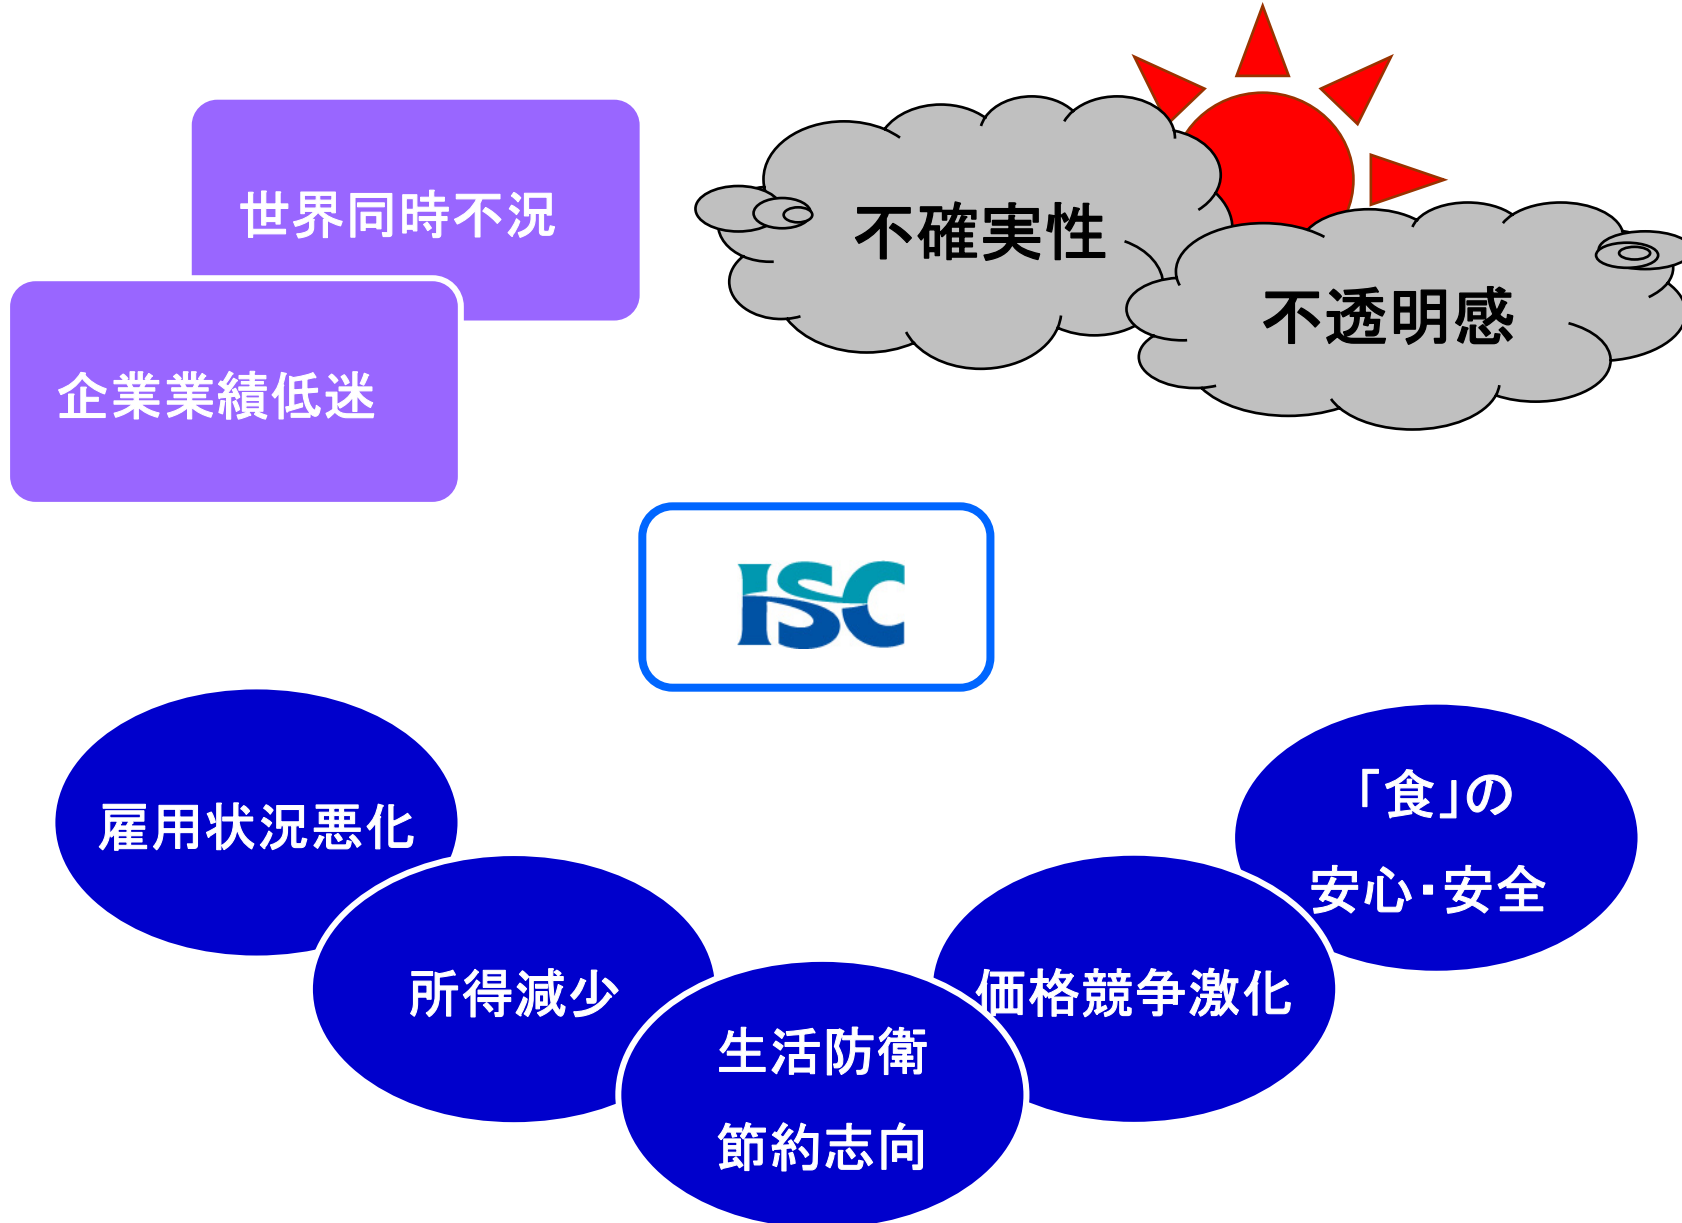 世界同時不況
企業業績低迷
不確実性
不透明感
ISC
雇用状況悪化
所得減少
生活防衛
節約志向
価格競争激化
「食」の
安心・安全